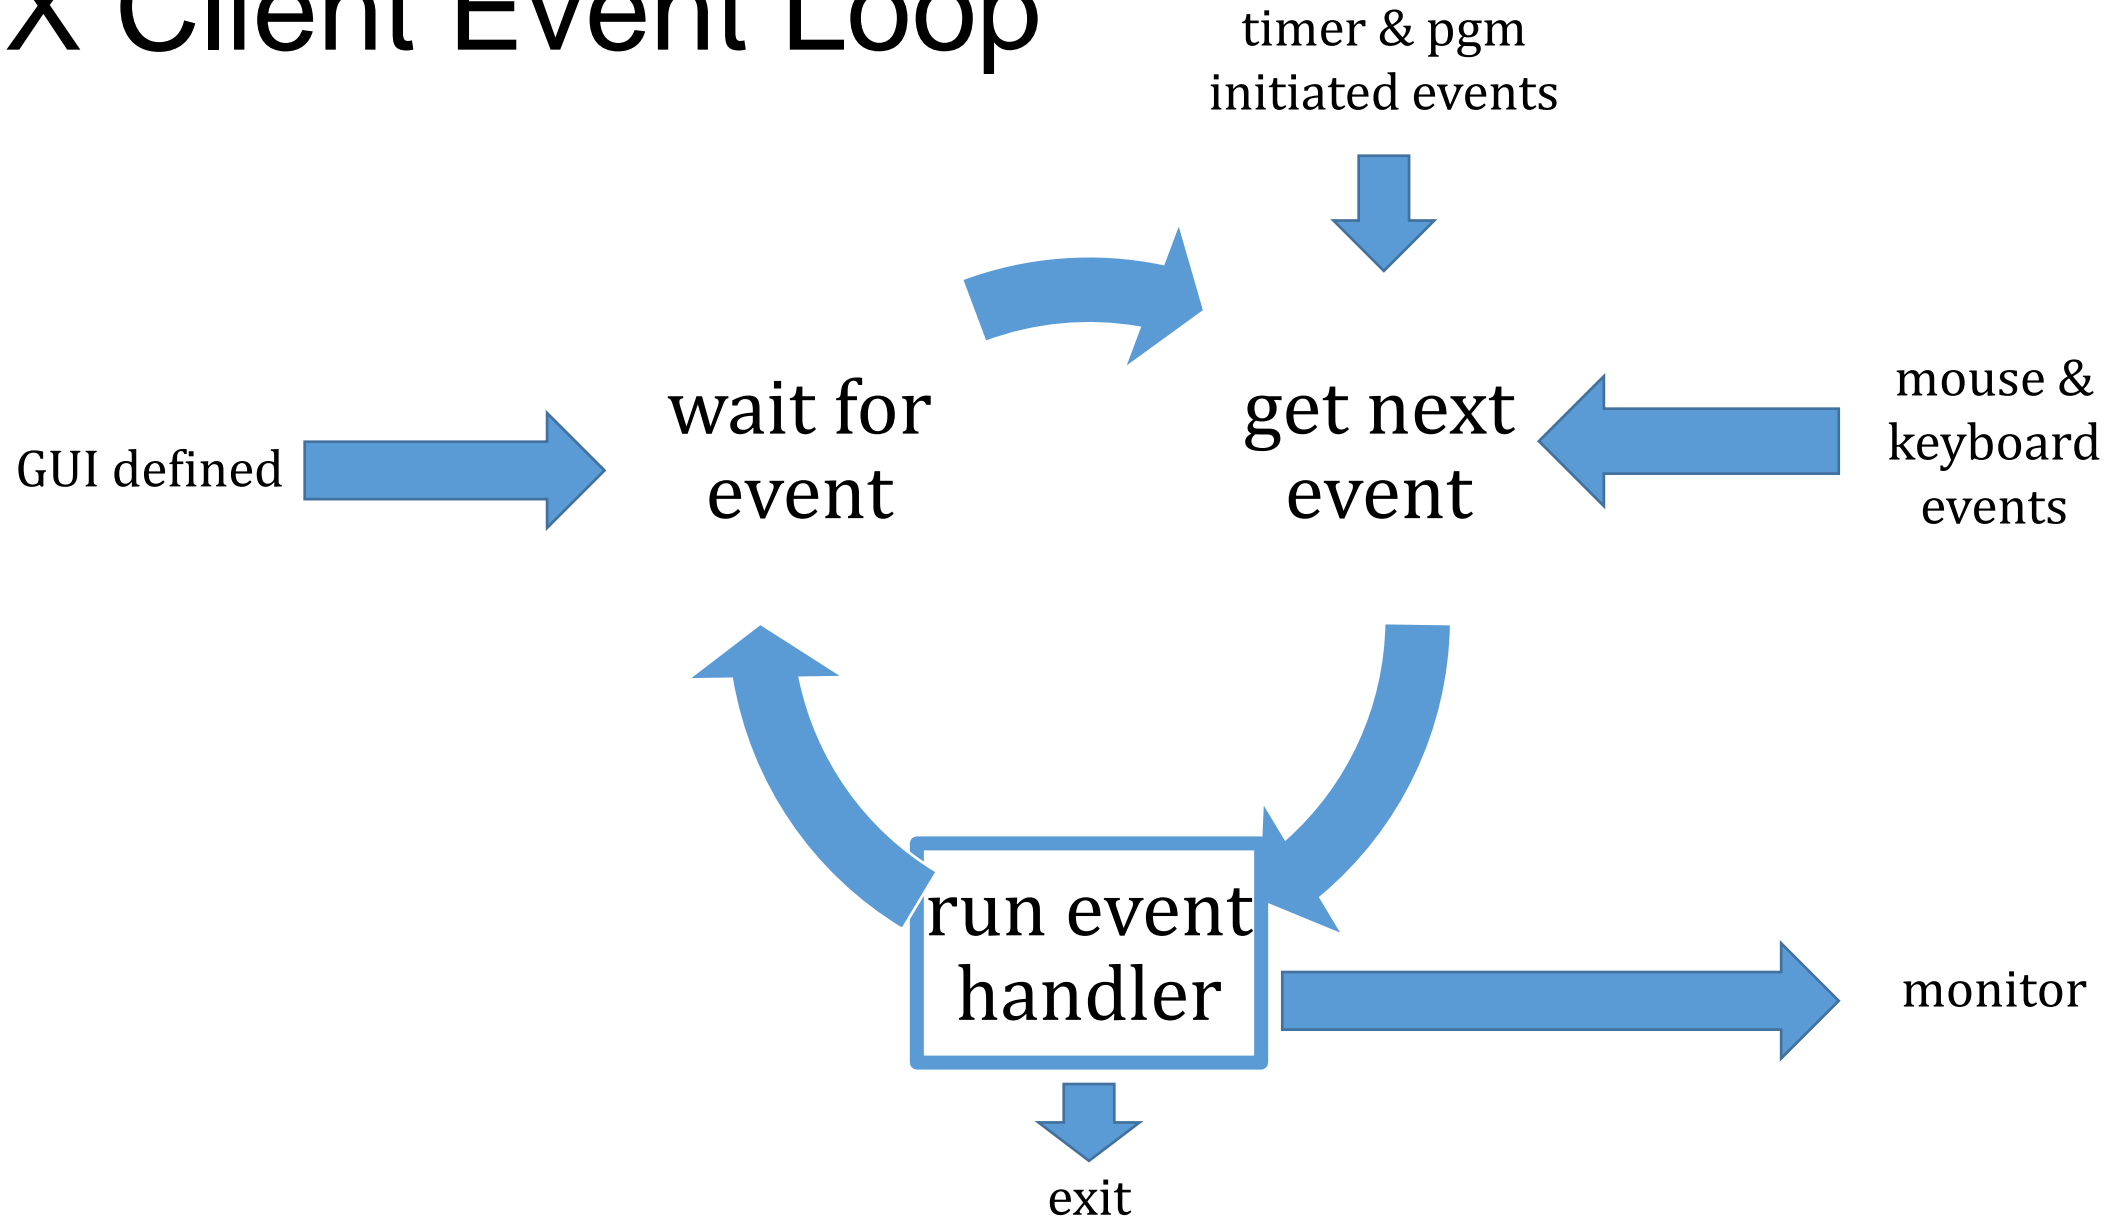 X Client Event Loop
timer & pgm
initiated events
wait for
event
get next
event
mouse &
keyboard
events
GUI defined
run event
handler
monitor
exit